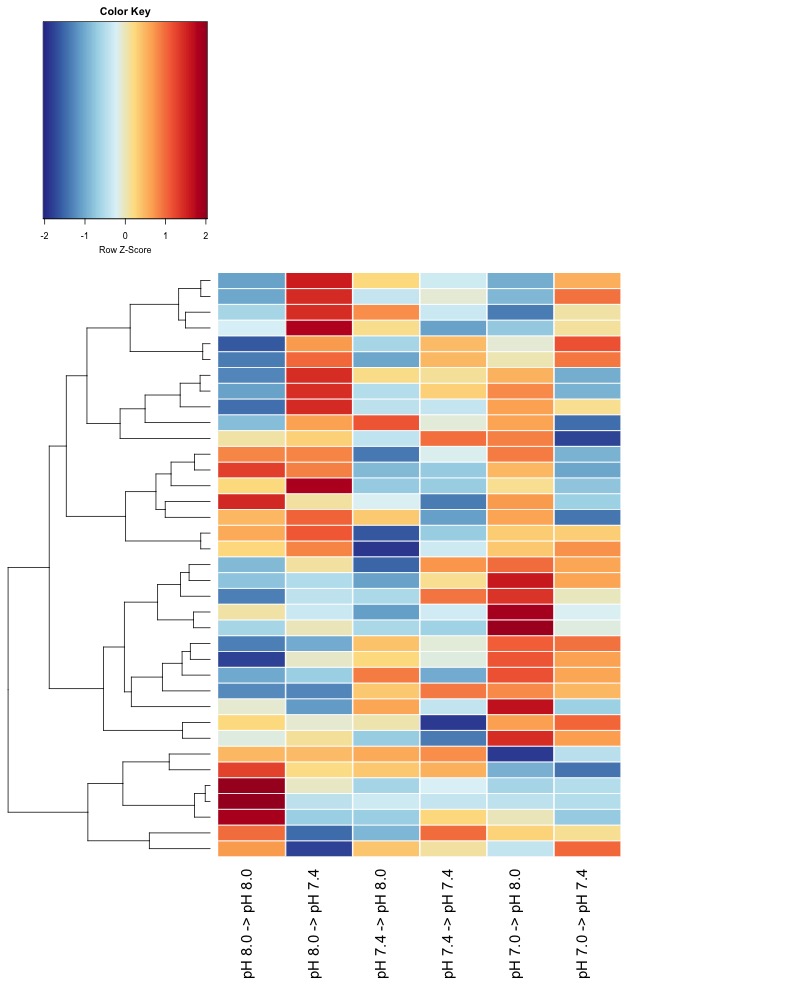 Color Key
-2 -1 0 1 2
Row Z-Score
pH 8.0 -> pH 8.0
pH 8.0 -> pH 7.4
pH 7.4 -> pH 8.0
pH 7.4 -> pH 7.4
pH 7.0 -> pH 8.0
pH 7.0 -> pH 7.4